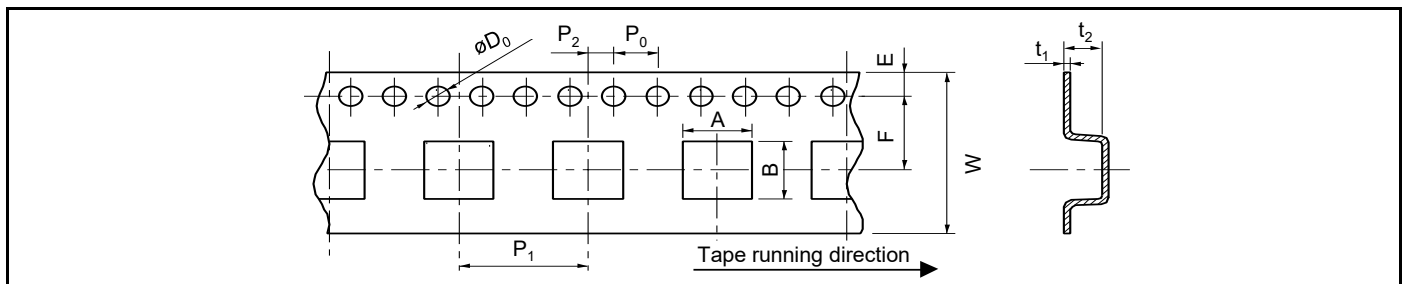 øD₀
P₂
P₀
A
B
E
F
W
P₁
Tape running direction
t₁
t₂